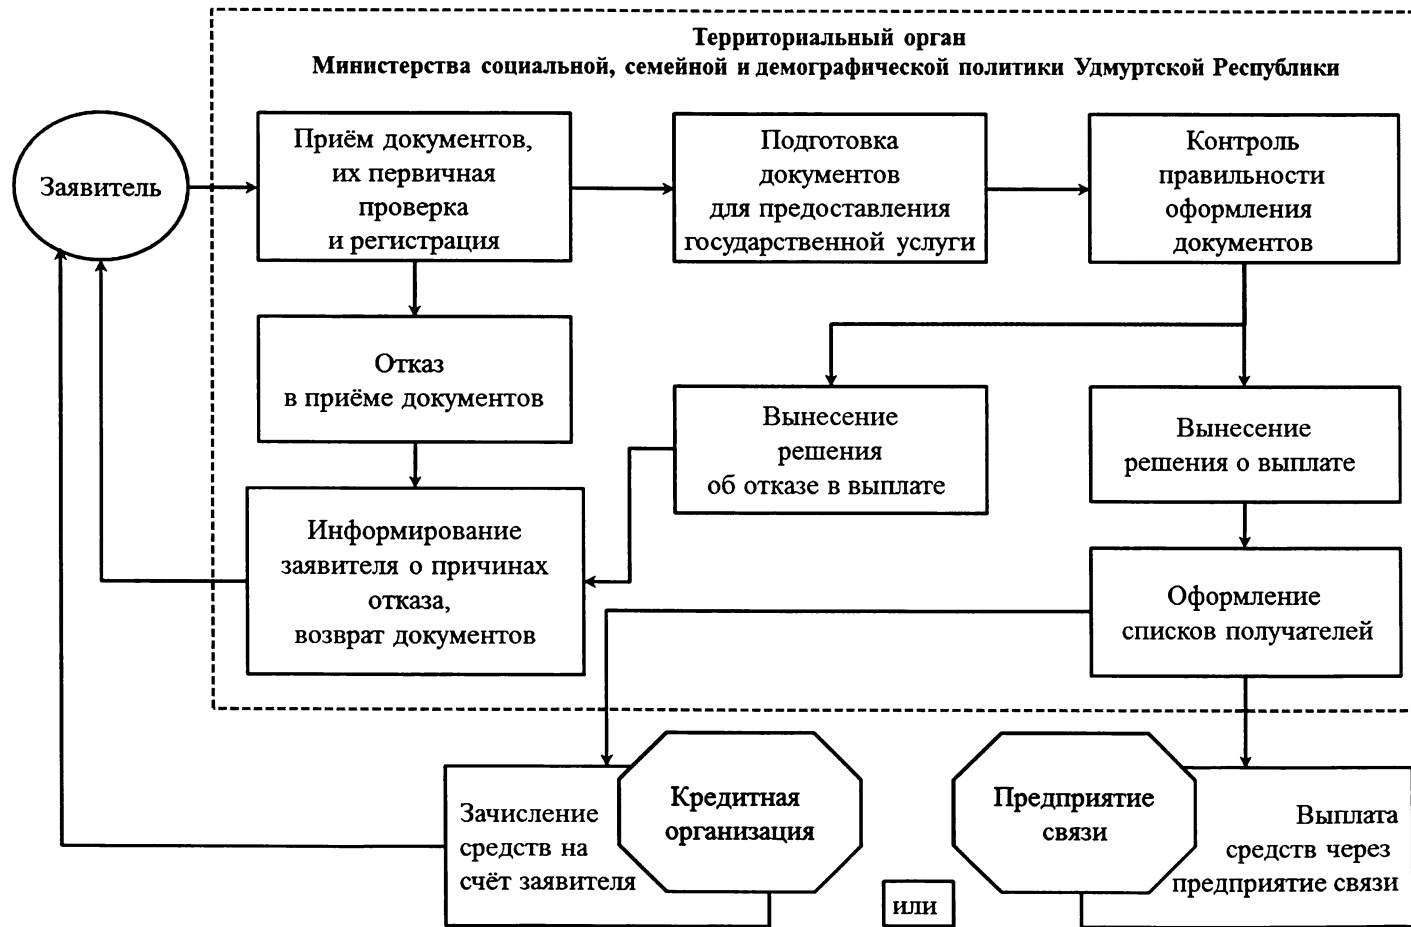 Территориальный орган
Министерства социальной, семейной и демографической политики Удмуртской Республики
Заявитель
Приём документов,
их первичная
проверка
и регистрация
Подготовка
документов
для предоставления
государственной услуги
Контроль
правильности
оформления
документов
Отказ
в приёме документов
Вынесение
решения
об отказе в выплате
Вынесение
решения о выплате
Информирование
заявителя о причинах
отказа,
возврат документов
Оформление
списков получателей
Зачисление
средств на
счёт заявителя
Кредитная
организация
или
Предприятие
связи
Выплата
средств через
предприятие связи